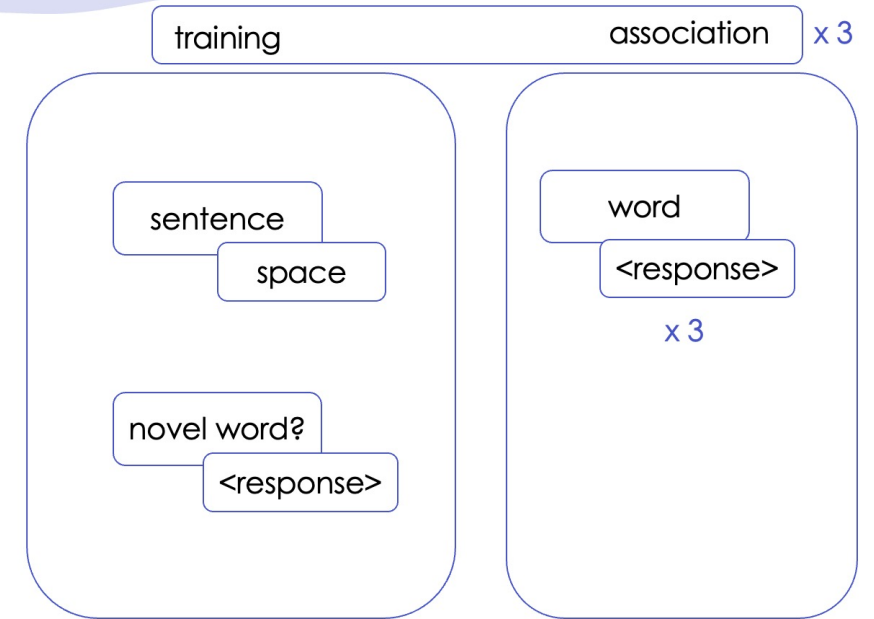 training
association
x 3
sentence
space
novel word?
<response>
word
<response>
x 3